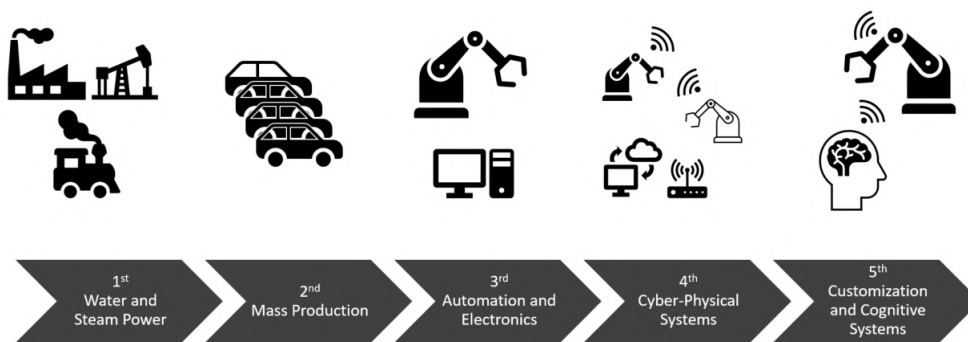 1st
Water and
Steam Power
2nd
Mass Production
3rd
Automation and
Electronics
4th
Cyber-Physical
Systems
5th
Customization
and Cognitive
Systems